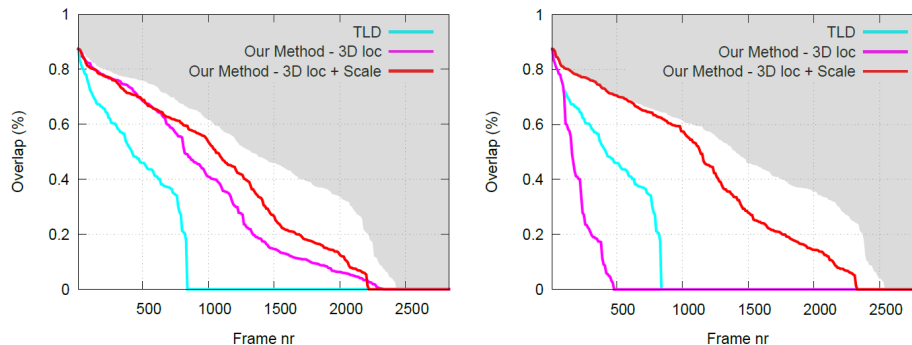 TLD
Our Method - 3D loc
Our Method - 3D loc + Scale
Overlap (%)
1
0.8
0.6
0.4
0.2
0
500 1000 1500 2000 2500
Frame nr
TLD
Our Method - 3D loc
Our Method - 3D loc + Scale
Overlap (%)
1
0.8
0.6
0.4
0.2
0
500 1000 1500 2000 2500
Frame nr